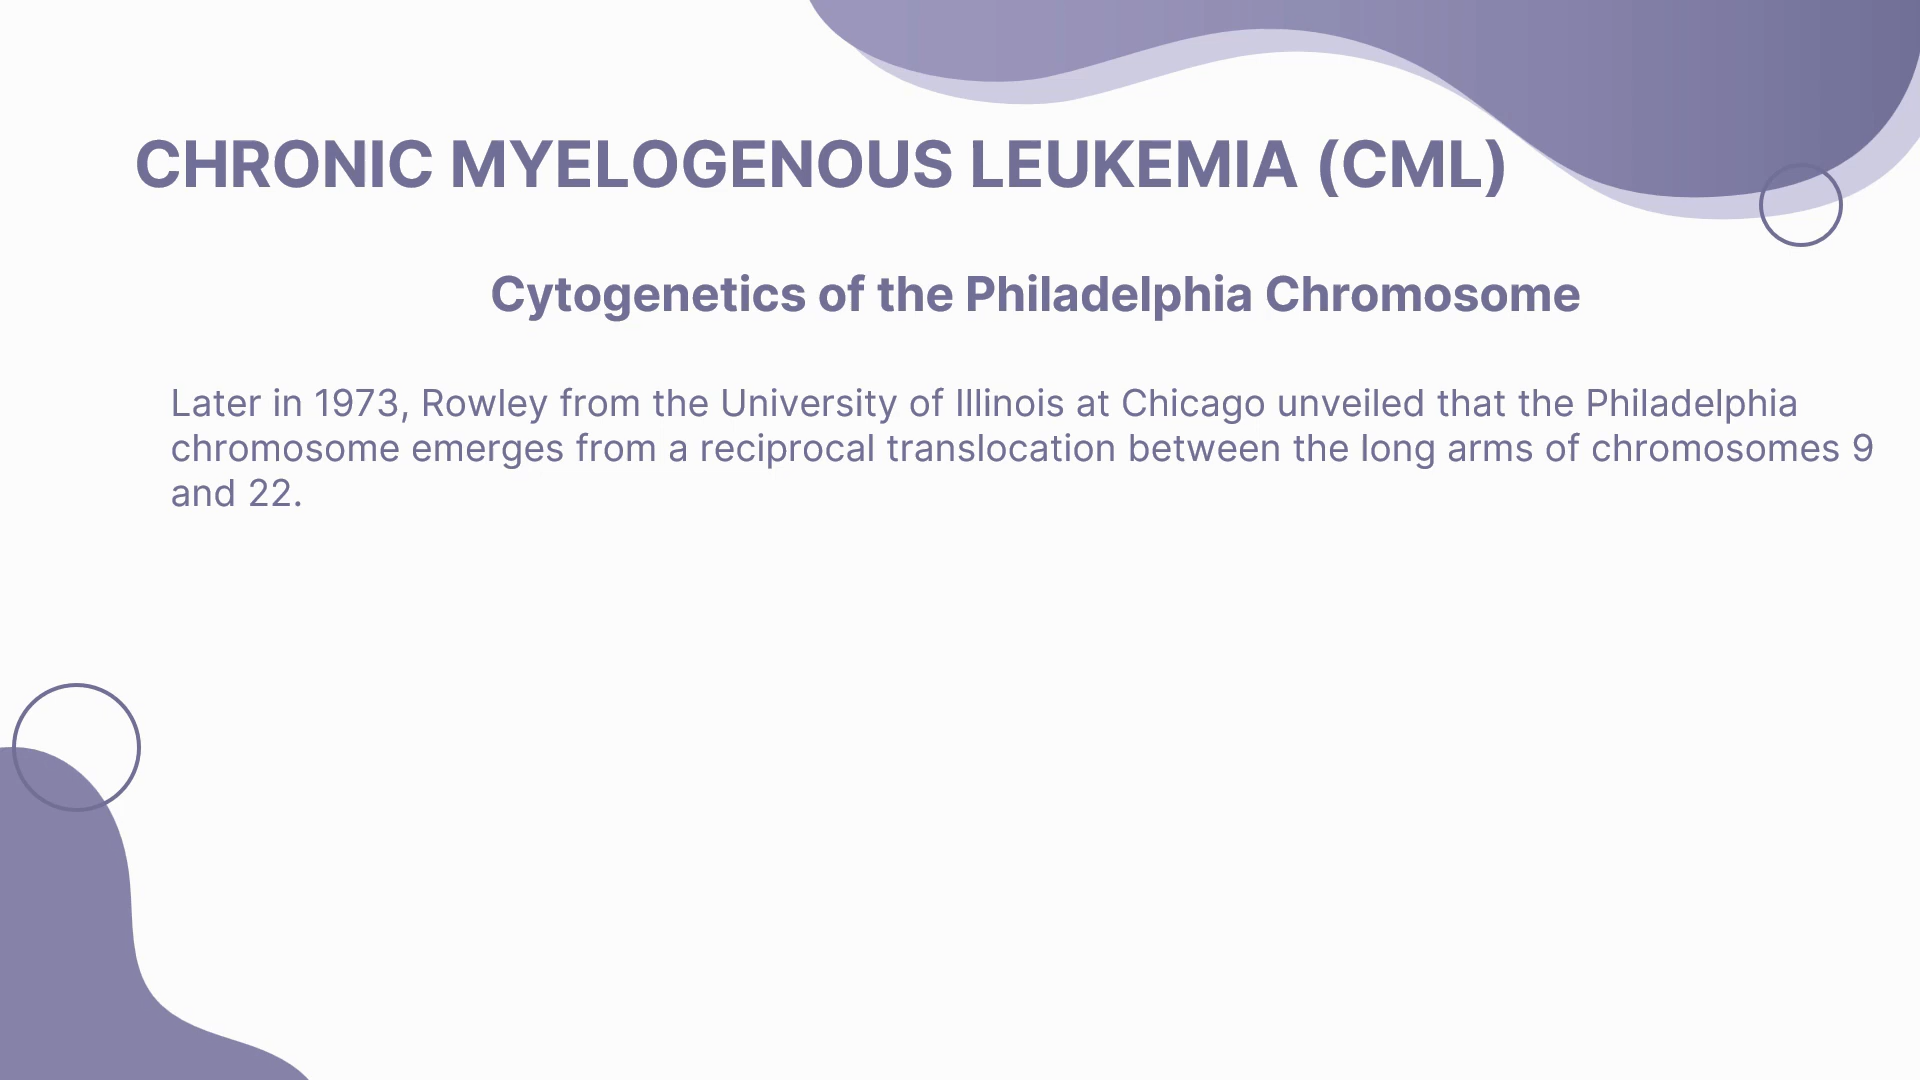 CHRONIC MYELOGENOUS LEUKEMIA (CML)
Cytogenetics of the Philadelphia Chromosome
Later in 1973, Rowley from the University of Illinois at Chicago unveiled that the Philadelphia
chromosome emerges from a reciprocal translocation between the long arms of chromosomes 9
and 22.